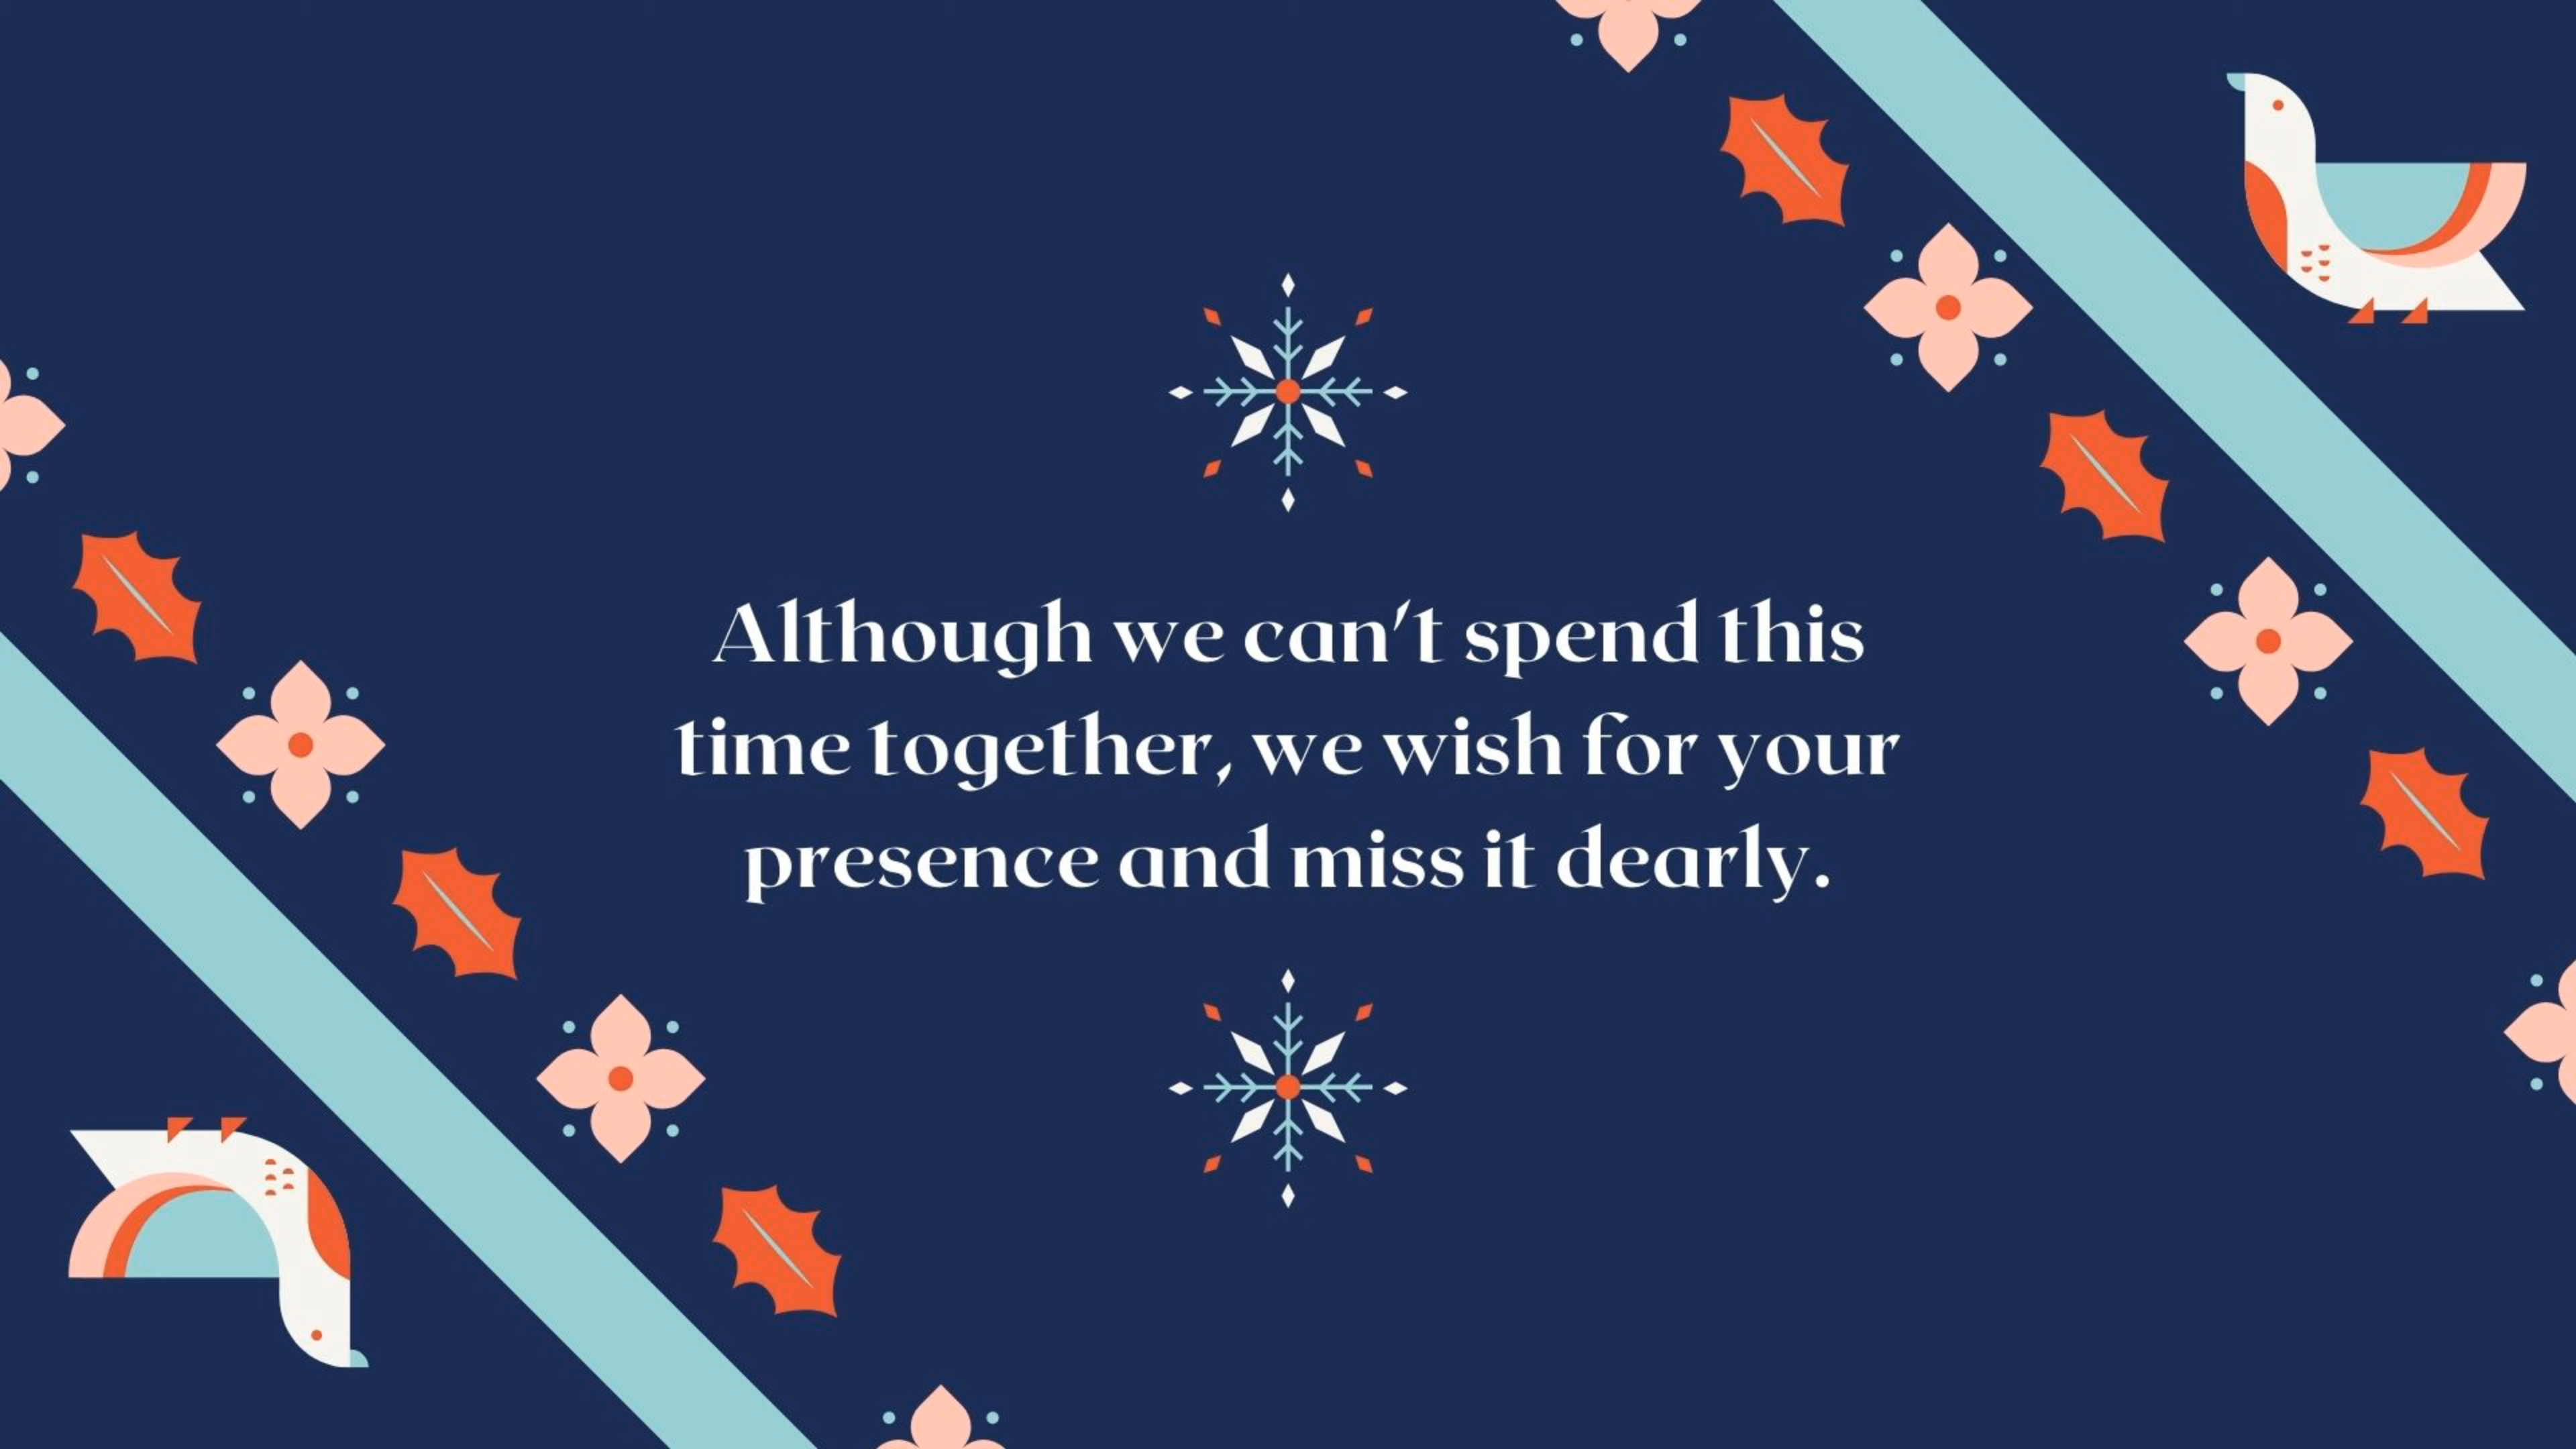 Although we can't spend this
time together, we wish for your
presence and miss it dearly.